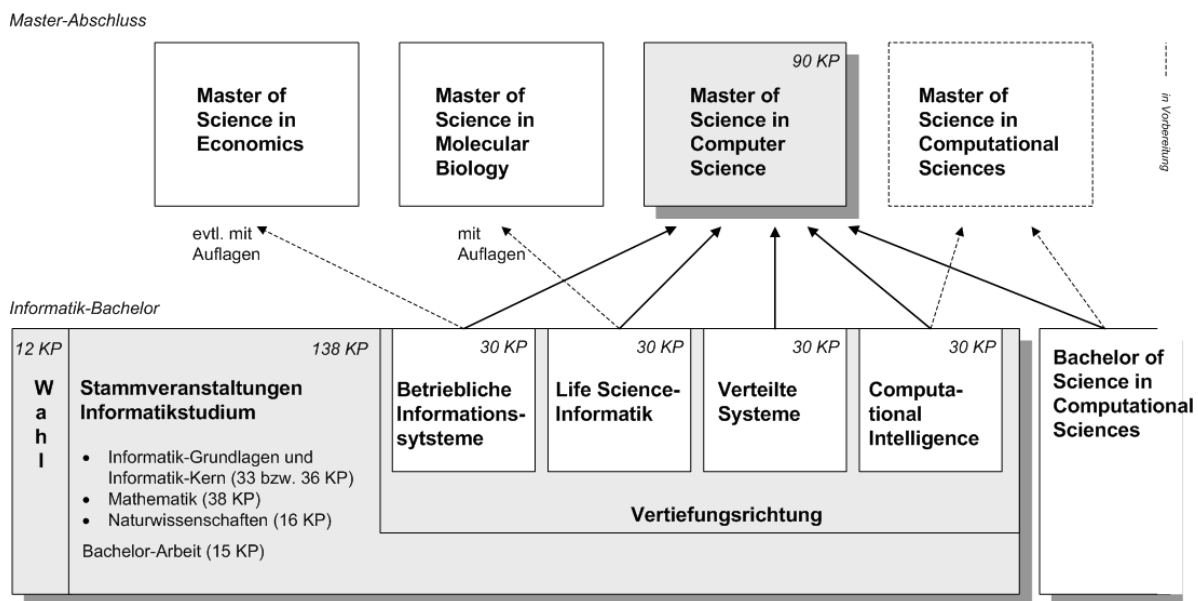 Master-Abschluss
90 KP
Master of
Science in
Economics
Master of
Science in
Molecular
Biology
Master of
Science in
Computer
Science
Master of
Science in
Computational
Sciences
in Vorbereitung
evtl. mit
Auflagen
mit
Auflagen
Informatik-Bachelor
12 KP
W
a
h
l
138 KP
Stammveranstaltungen
Informatikstudium
• Informatik-Grundlagen und
Informatik-Kern (33 bzw. 36 KP)
• Mathematik (38 KP)
• Naturwissenschaften (16 KP)
Bachelor-Arbeit (15 KP)
30 KP
Betriebliche
Informations-
sytsteme
30 KP
Life Science-
Informatik
30 KP
Verteilte
Systeme
30 KP
Computa-
tional
Intelligence
Vertiefungsrichtung
Bachelor of
Science in
Computational
Sciences